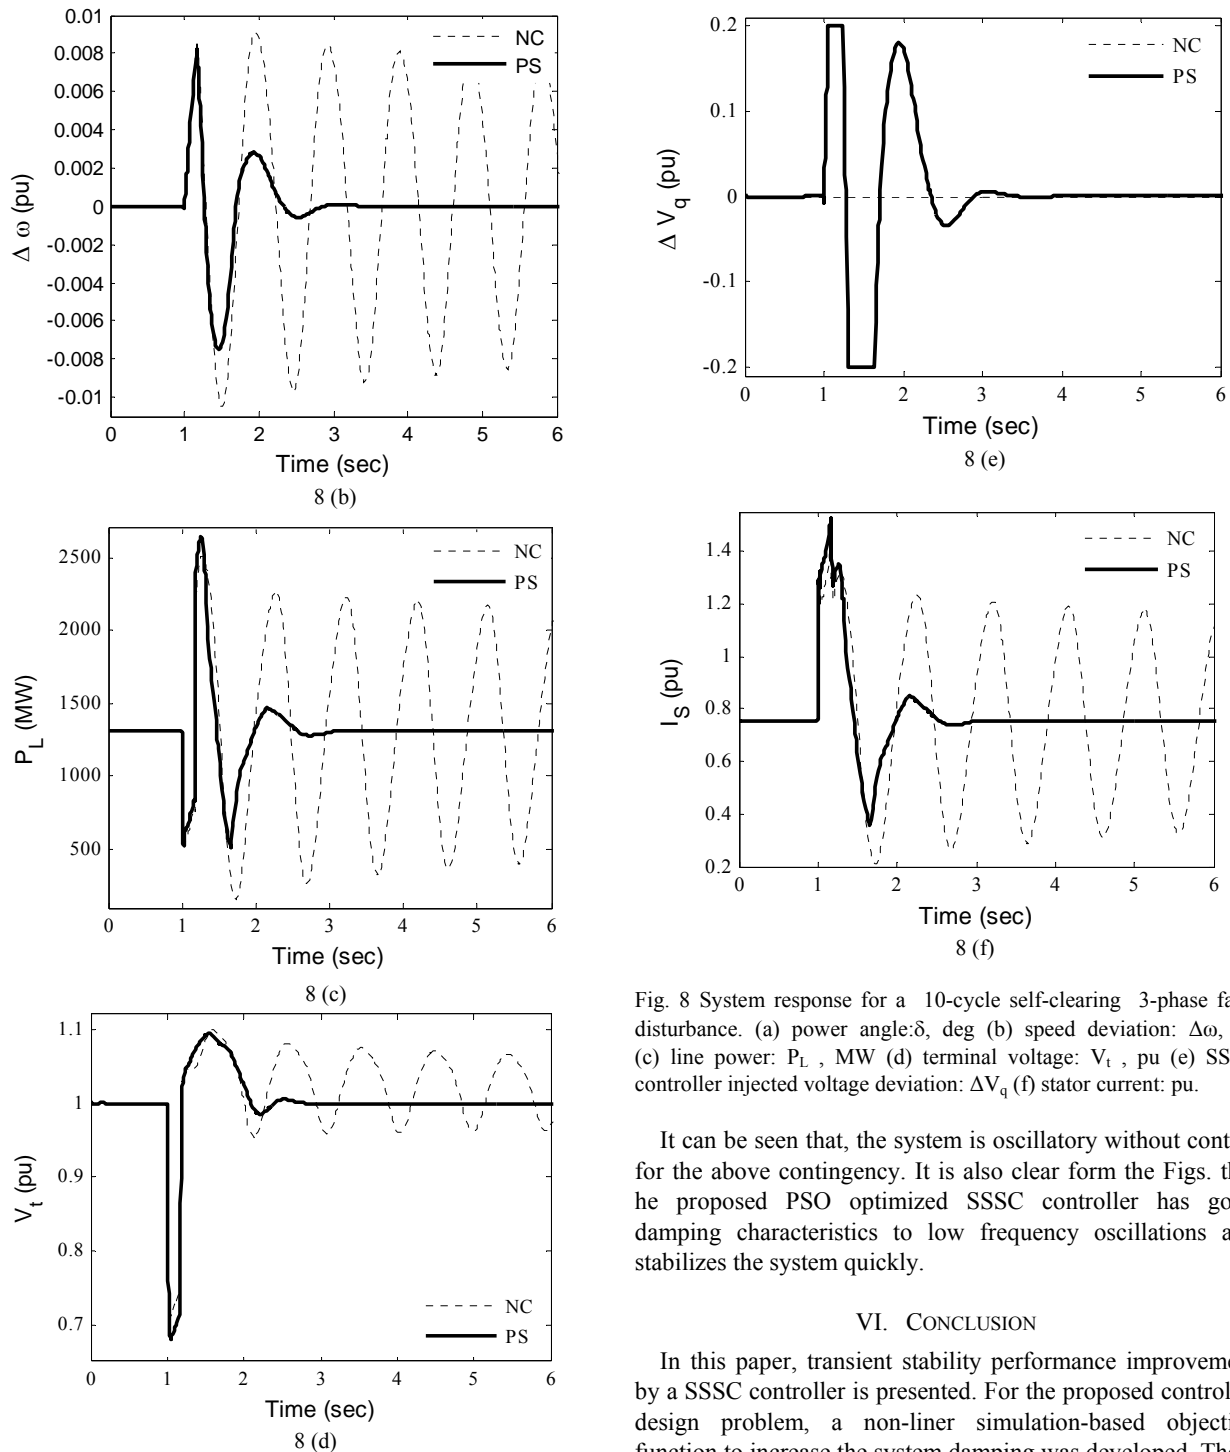 0.01
0.008
0.006
0.004
0.002
0
-0.002
-0.004
-0.006
-0.008
-0.01
Δ ω (pu)
NC
PS
0 1 2 3 4 5 6
Time (sec)
8 (b)
2500
2000
1500
1000
500
P_L (MW)
NC
PS
0 1 2 3 4 5 6
Time (sec)
8 (c)
1.1
1
0.9
0.8
0.7
V_t (pu)
NC
PS
0 1 2 3 4 5 6
Time (sec)
8 (d)
0.2
0.1
0
-0.1
-0.2
Δ V_q (pu)
NC
PS
0 1 2 3 4 5 6
Time (sec)
8 (e)
1.4
1.2
1
0.8
0.6
0.4
0.2
I_S (pu)
NC
PS
0 1 2 3 4 5 6
Time (sec)
8 (f)
Fig. 8 System response for a 10-cycle self-clearing 3-phase fa
disturbance. (a) power angle:δ, deg (b) speed deviation: Δω,
(c) line power: P_L , MW (d) terminal voltage: V_t , pu (e) SS
controller injected voltage deviation: ΔV_q (f) stator current: pu.
It can be seen that, the system is oscillatory without cont
for the above contingency. It is also clear form the Figs. th
he proposed PSO optimized SSSC controller has go
damping characteristics to low frequency oscillations a
stabilizes the system quickly.
VI. CONCLUSION
In this paper, transient stability performance improveme
by a SSSC controller is presented. For the proposed control
design problem, a non-liner simulation-based objecti
function to increase the system damping was developed. Th